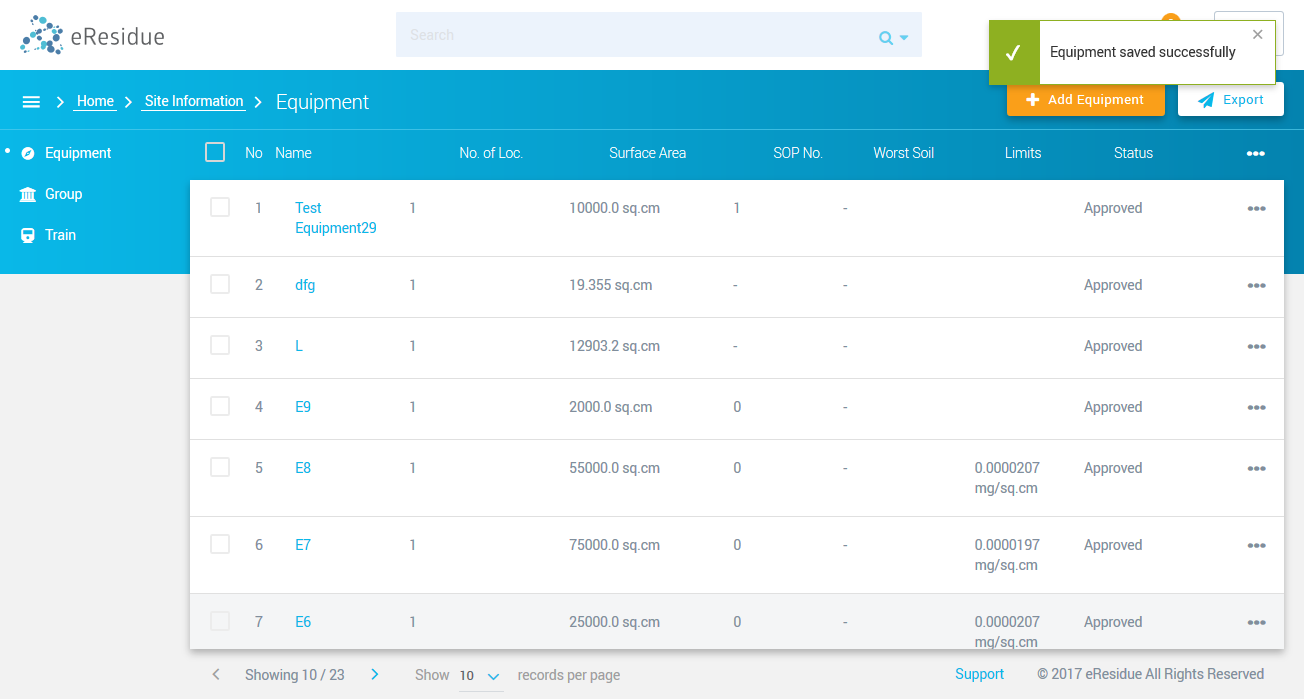 eResidue
Search
Equipment saved successfully
Home Site Information Equipment
Add Equipment Export
Equipment
Group
Train
No Name No. of Loc. Surface Area SOP No. Worst Soil Limits Status
1 Test Equipment29 1 10000.0 sq.cm 1 - Approved
2 dfg 1 19.355 sq.cm - - Approved
3 L 1 12903.2 sq.cm - - Approved
4 E9 1 2000.0 sq.cm 0 - Approved
5 E8 1 55000.0 sq.cm 0 - 0.0000207 mg/sq.cm Approved
6 E7 1 75000.0 sq.cm 0 - 0.0000197 mg/sq.cm Approved
7 E6 1 25000.0 sq.cm 0 - 0.0000207 mg/sq.cm Approved
Showing 10 / 23 Show 10 records per page
Support © 2017 eResidue All Rights Reserved